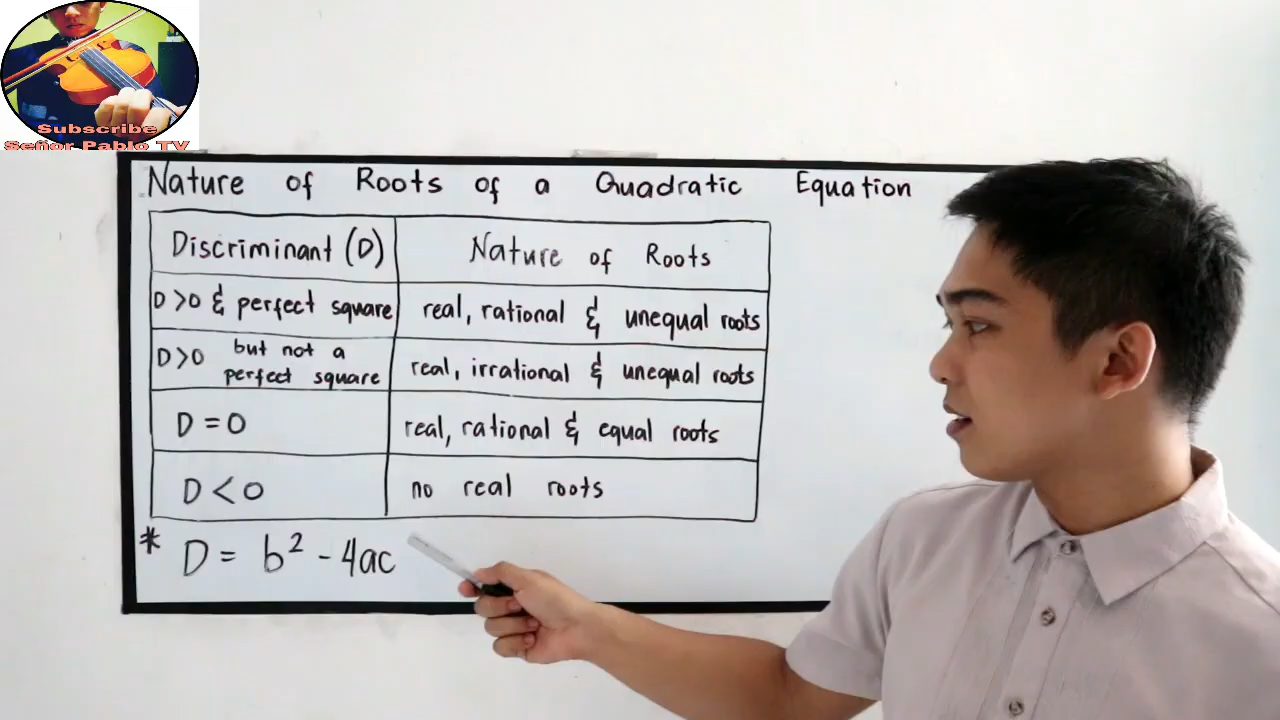 Subscribe
Señor Pablo TV
Nature of Roots of a Quadratic Equation
Discriminant (D) Nature of Roots
D >0 & perfect square real, rational & unequal roots
D >0 but not a perfect square real, irrational & unequal roots
D = 0 real, rational & equal roots
D < 0 no real roots
* D = b² - 4ac